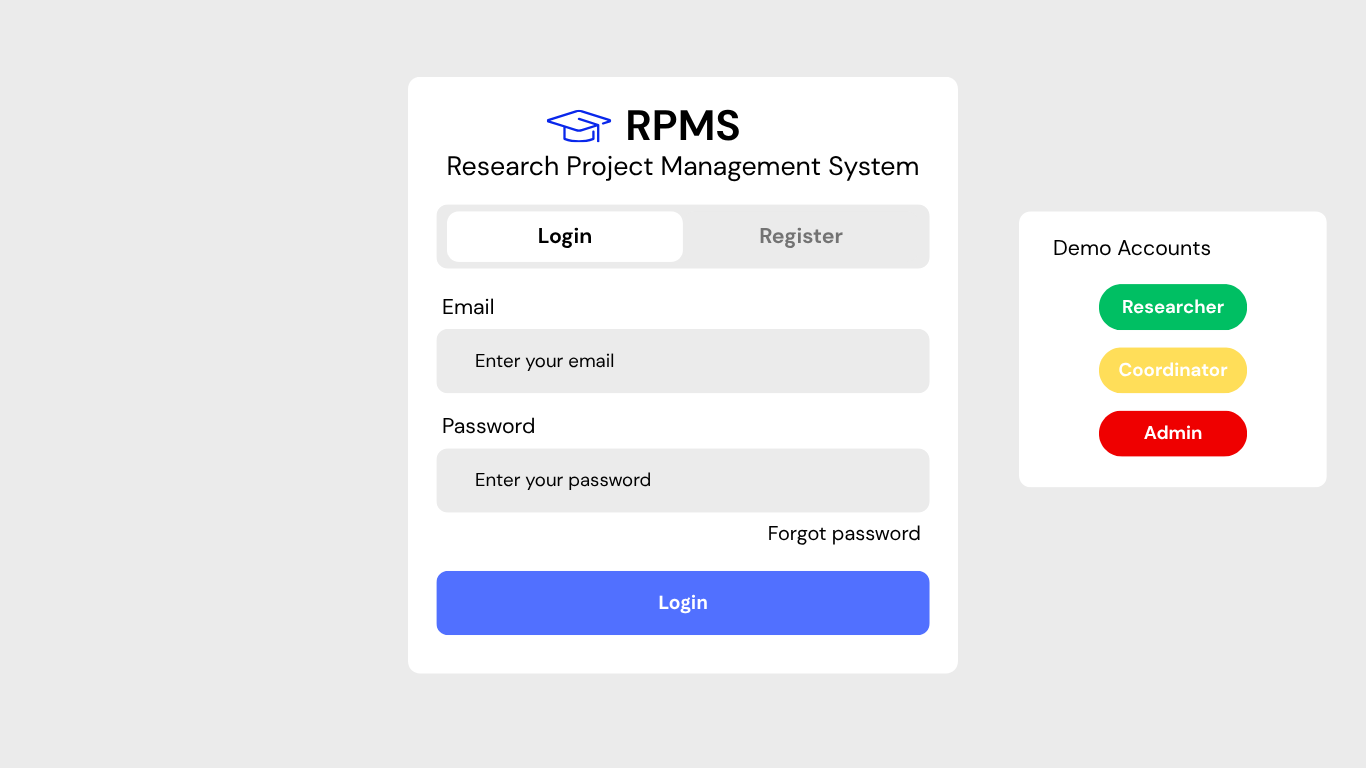 RPMS
Research Project Management System
Login
Register
Email
Enter your email
Password
Enter your password
Forgot password
Login
Demo Accounts
Researcher
Coordinator
Admin